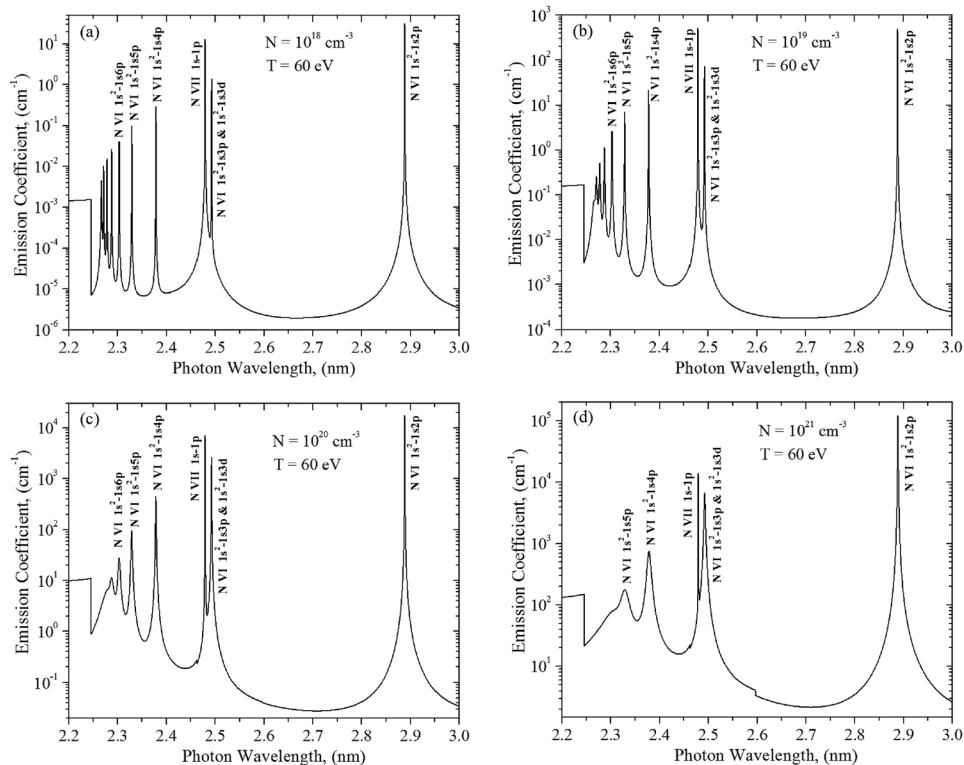 (a)
N = 10^18 cm^-3
T = 60 eV
Emission Coefficient, (cm^-1)
10^1
10^0
10^-1
10^-2
10^-3
10^-4
10^-5
10^-6
N VI 1s^2-1s6p
N VI 1s^2-1s5p
N VI 1s^2-1s4p
N VII 1s-1p
N VI 1s^2-1s3p & 1s^2-1s3d
N VI 1s^2-1s2p
2.2 2.3 2.4 2.5 2.6 2.7 2.8 2.9 3.0
Photon Wavelength, (nm)
(b)
N = 10^19 cm^-3
T = 60 eV
Emission Coefficient, (cm^-1)
10^3
10^2
10^1
10^0
10^-1
10^-2
10^-3
10^-4
N VI 1s^2-1s6p
N VI 1s^2-1s5p
N VI 1s^2-1s4p
N VII 1s-1p
N VI 1s^2-1s3p & 1s^2-1s3d
N VI 1s^2-1s2p
2.2 2.3 2.4 2.5 2.6 2.7 2.8 2.9 3.0
Photon Wavelength, (nm)
(c)
N = 10^20 cm^-3
T = 60 eV
Emission Coefficient, (cm^-1)
10^4
10^3
10^2
10^1
10^0
10^-1
N VI 1s^2-1s6p
N VI 1s^2-1s5p
N VI 1s^2-1s4p
N VII 1s-1p
N VI 1s^2-1s3p & 1s^2-1s3d
N VI 1s^2-1s2p
2.2 2.3 2.4 2.5 2.6 2.7 2.8 2.9 3.0
Photon Wavelength, (nm)
(d)
N = 10^21 cm^-3
T = 60 eV
Emission Coefficient, (cm^-1)
10^5
10^4
10^3
10^2
10^1
N VI 1s^2-1s5p
N VI 1s^2-1s4p
N VII 1s-1p
N VI 1s^2-1s3p & 1s^2-1s3d
N VI 1s^2-1s2p
2.2 2.3 2.4 2.5 2.6 2.7 2.8 2.9 3.0
Photon Wavelength, (nm)